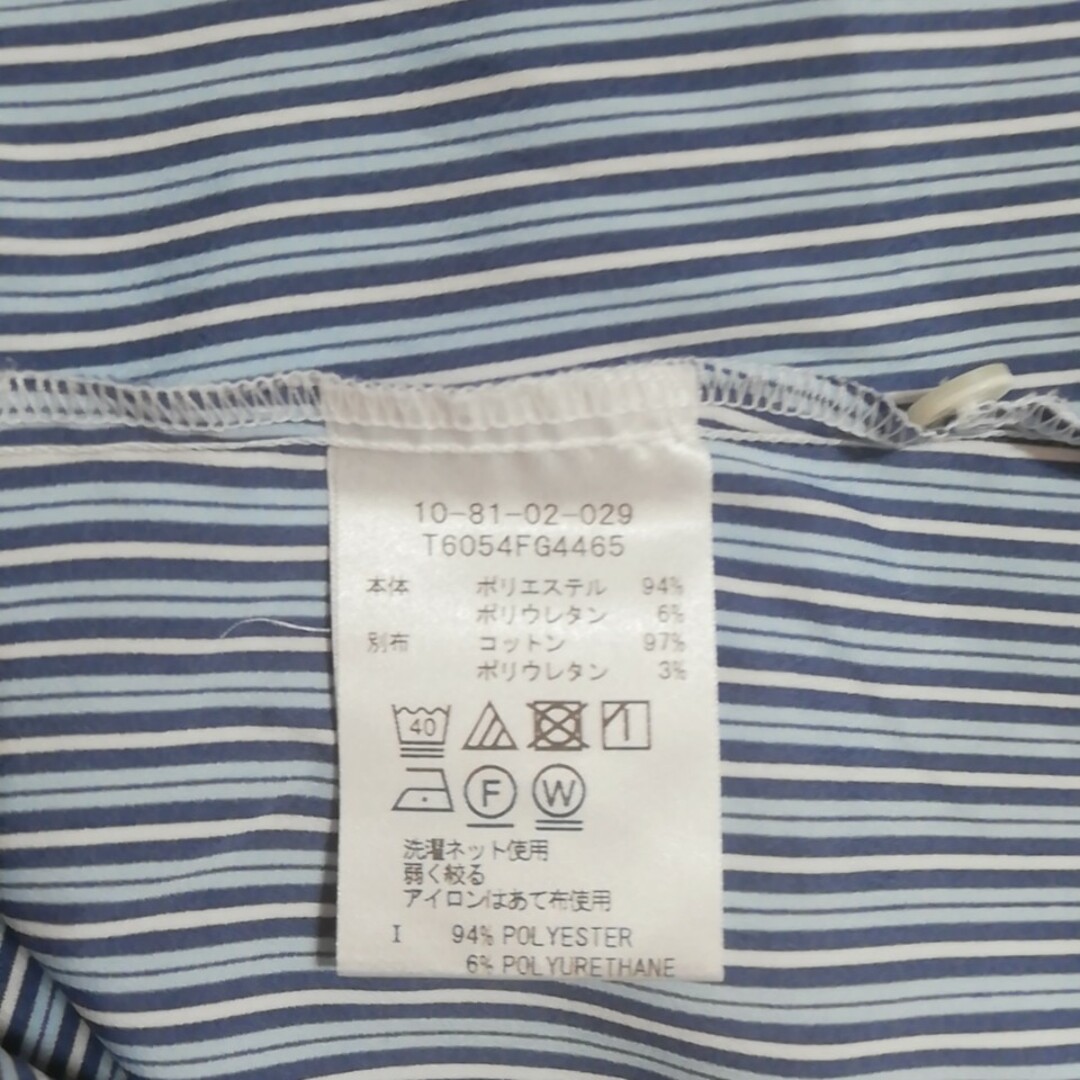 10-81-02-029
T6054FG4465
本体 ポリエステル 94%
ポリウレタン 6%
別布 コットン 97%
ポリウレタン 3%
40
F W
洗濯ネット使用
弱く絞る
アイロンはあて布使用
I 94% POLYESTER
6% POLYURETHANE